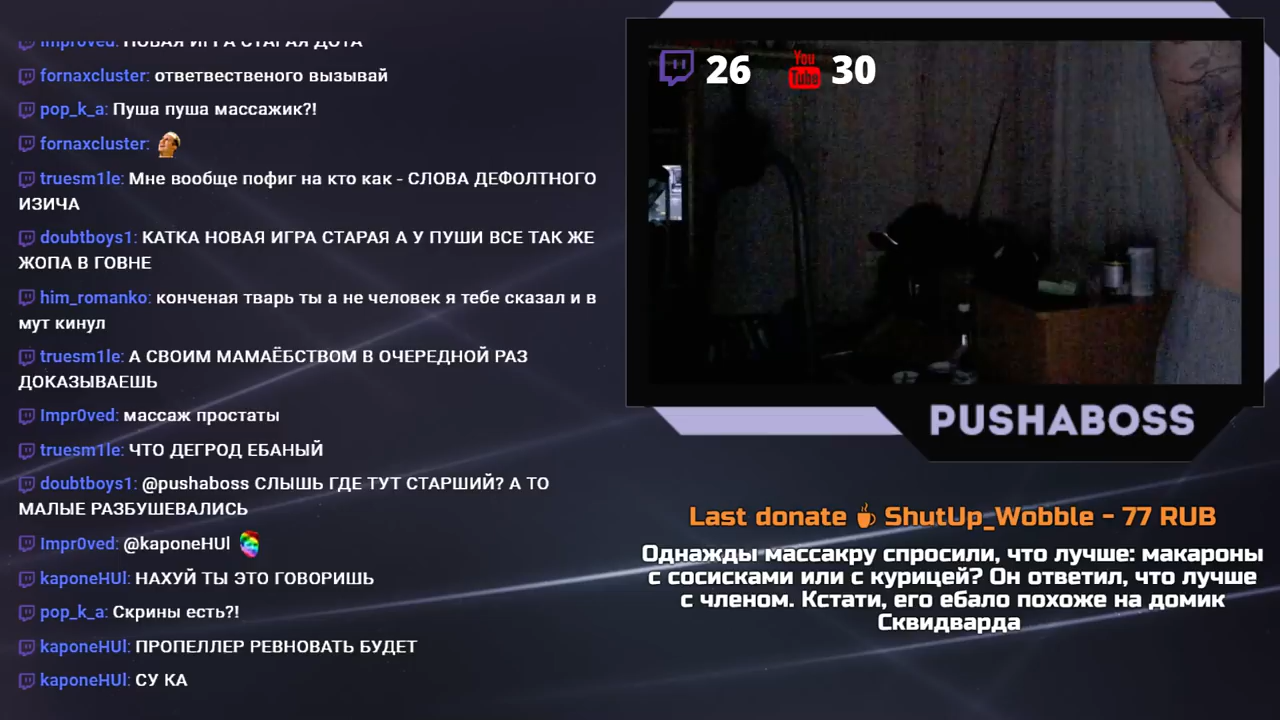 Impr0ved: НОВАЯ ИГРА СТАРАЯ ДОТА
fornaxcluster: ответвественого вызывай
pop_k_a: Пуша пуша массажик?!
fornaxcluster:
truesm1le: Мне вообще пофиг на кто как - СЛОВА ДЕФОЛТНОГО
ИЗИЧА
doubtboys1: КАТКА НОВАЯ ИГРА СТАРАЯ А У ПУШИ ВСЕ ТАК ЖЕ
ЖОПА В ГОВНЕ
him_romanko: конченая тварь ты а не человек я тебе сказал и в
мут кинул
truesm1le: А СВОИМ МАМАЁБСТВОМ В ОЧЕРЕДНОЙ РАЗ
ДОКАЗЫВАЕШЬ
Impr0ved: массаж простаты
truesm1le: ЧТО ДЕГРОД ЕБАНЫЙ
doubtboys1: @pushaboss СЛЫШЬ ГДЕ ТУТ СТАРШИЙ? А ТО
МАЛЫЕ РАЗБУШЕВАЛИСЬ
Impr0ved: @kaponeHUl
kaponeHUl: НАХУЙ ТЫ ЭТО ГОВОРИШЬ
pop_k_a: Скрины есть?!
kaponeHUl: ПРОПЕЛЛЕР РЕВНОВАТЬ БУДЕТ
kaponeHUl: СУ КА
26 You Tube 30
PUSHABOSS
Last donate ShutUp_Wobble - 77 RUB
Однажды массакру спросили, что лучше: макароны
с сосисками или с курицей? Он ответил, что лучше
с членом. Кстати, его ебало похоже на домик
Сквидварда